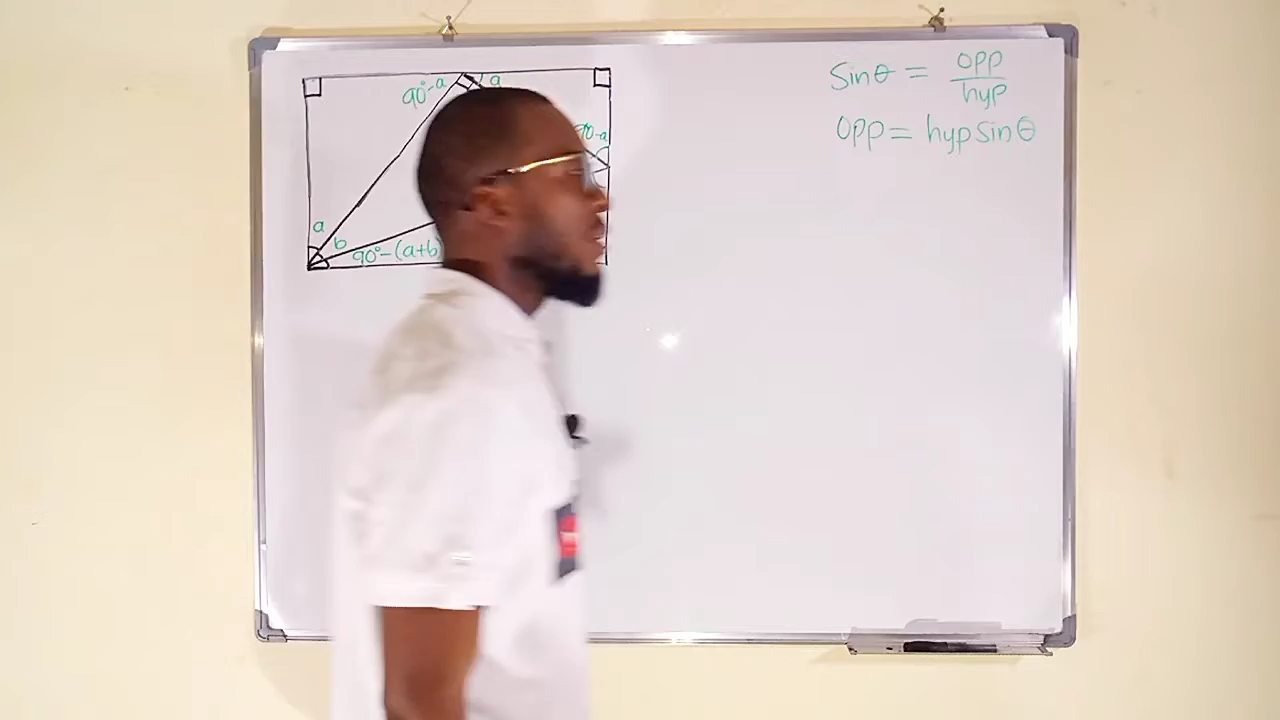 90°-a
a
90-a
a
b
90°-(a+b)
Sinθ = opp/hyp
opp = hyp sinθ